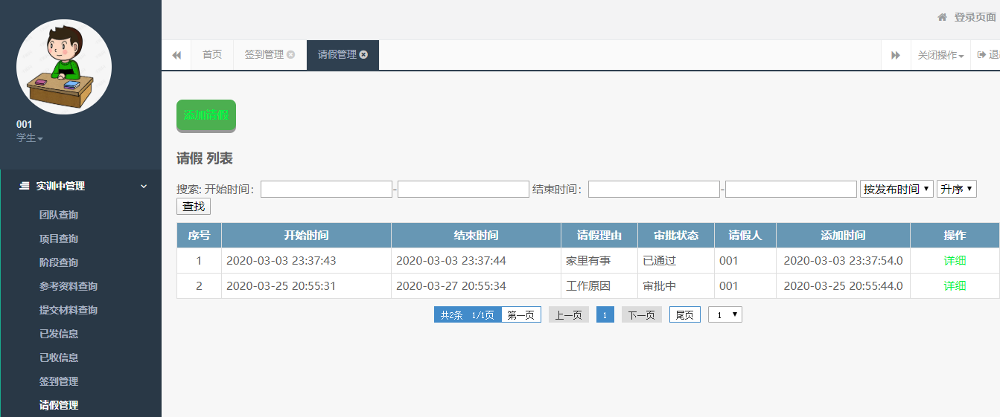 登录页面
首页 签到管理 请假管理 关闭操作
001
学生
实训中管理
团队查询
项目查询
阶段查询
参考资料查询
提交材料查询
已发信息
已收信息
签到管理
请假管理
添加请假
请假 列表
搜索: 开始时间: - 结束时间: - 按发布时间 升序
查找
序号 开始时间 结束时间 请假理由 审批状态 请假人 添加时间 操作
1 2020-03-03 23:37:43 2020-03-03 23:37:44 家里有事 已通过 001 2020-03-03 23:37:54.0 详细
2 2020-03-25 20:55:31 2020-03-27 20:55:34 工作原因 审批中 001 2020-03-25 20:55:44.0 详细
共2条 1/1页 第一页 上一页 1 下一页 尾页 1